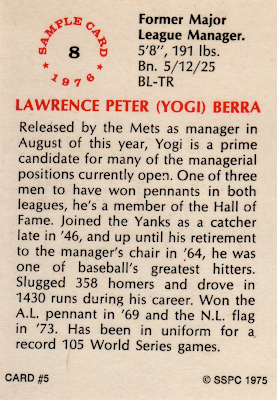 SAMPLE CARD
8
1976
Former Major
League Manager.
5'8", 191 lbs.
Bn. 5/12/25
BL-TR
LAWRENCE PETER (YOGI) BERRA
Released by the Mets as manager in
August of this year, Yogi is a prime
candidate for many of the managerial
positions currently open. One of three
men to have won pennants in both
leagues, he's a member of the Hall of
Fame. Joined the Yanks as a catcher
late in '46, and up until his retirement
to the manager's chair in '64, he was
one of baseball's greatest hitters.
Slugged 358 homers and drove in
1430 runs during his career. Won the
A.L. pennant in '69 and the N.L. flag
in '73. Has been in uniform for a
record 105 World Series games.
CARD #5
© SSPC 1975